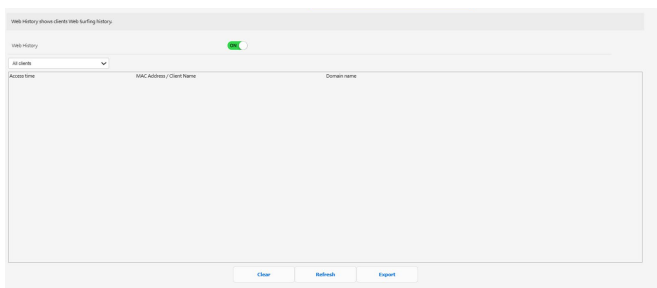 Web History shows clients Web Surfing history.
Web History ON
All clients
Access time MAC Address / Client Name Domain name
Clear Refresh Export